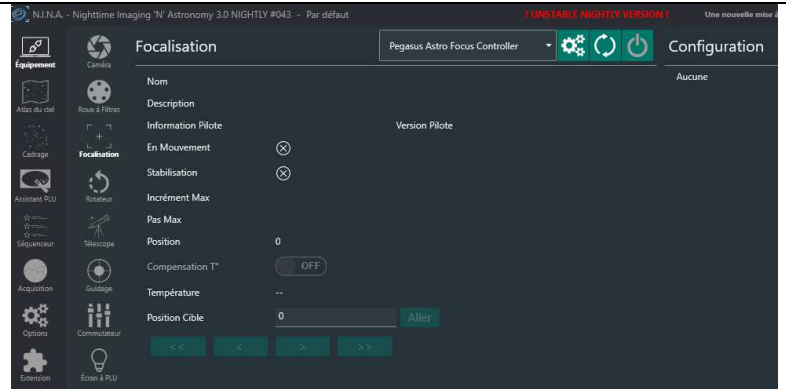 N.I.N.A. - Nighttime Imaging 'N' Astronomy 3.0 NIGHTLY #043 - Par défaut
! UNSTABLE NIGHTLY VERSION !
Une nouvelle mise à
Équipement
Atlas du ciel
Cadrage
Assistant PLU
Séquenceur
Acquisition
Options
Extension
Caméra
Roue à Filtres
Focalisation
Rotateur
Télescope
Guidage
Commutateur
Écran à PLU
Focalisation
Pegasus Astro Focus Controller
Nom
Description
Information Pilote
Version Pilote
En Mouvement
Stabilisation
Incrément Max
Pas Max
Position 0
Compensation T° OFF
Température --
Position Cible 0 Aller
<< < > >>
Configuration
Aucune